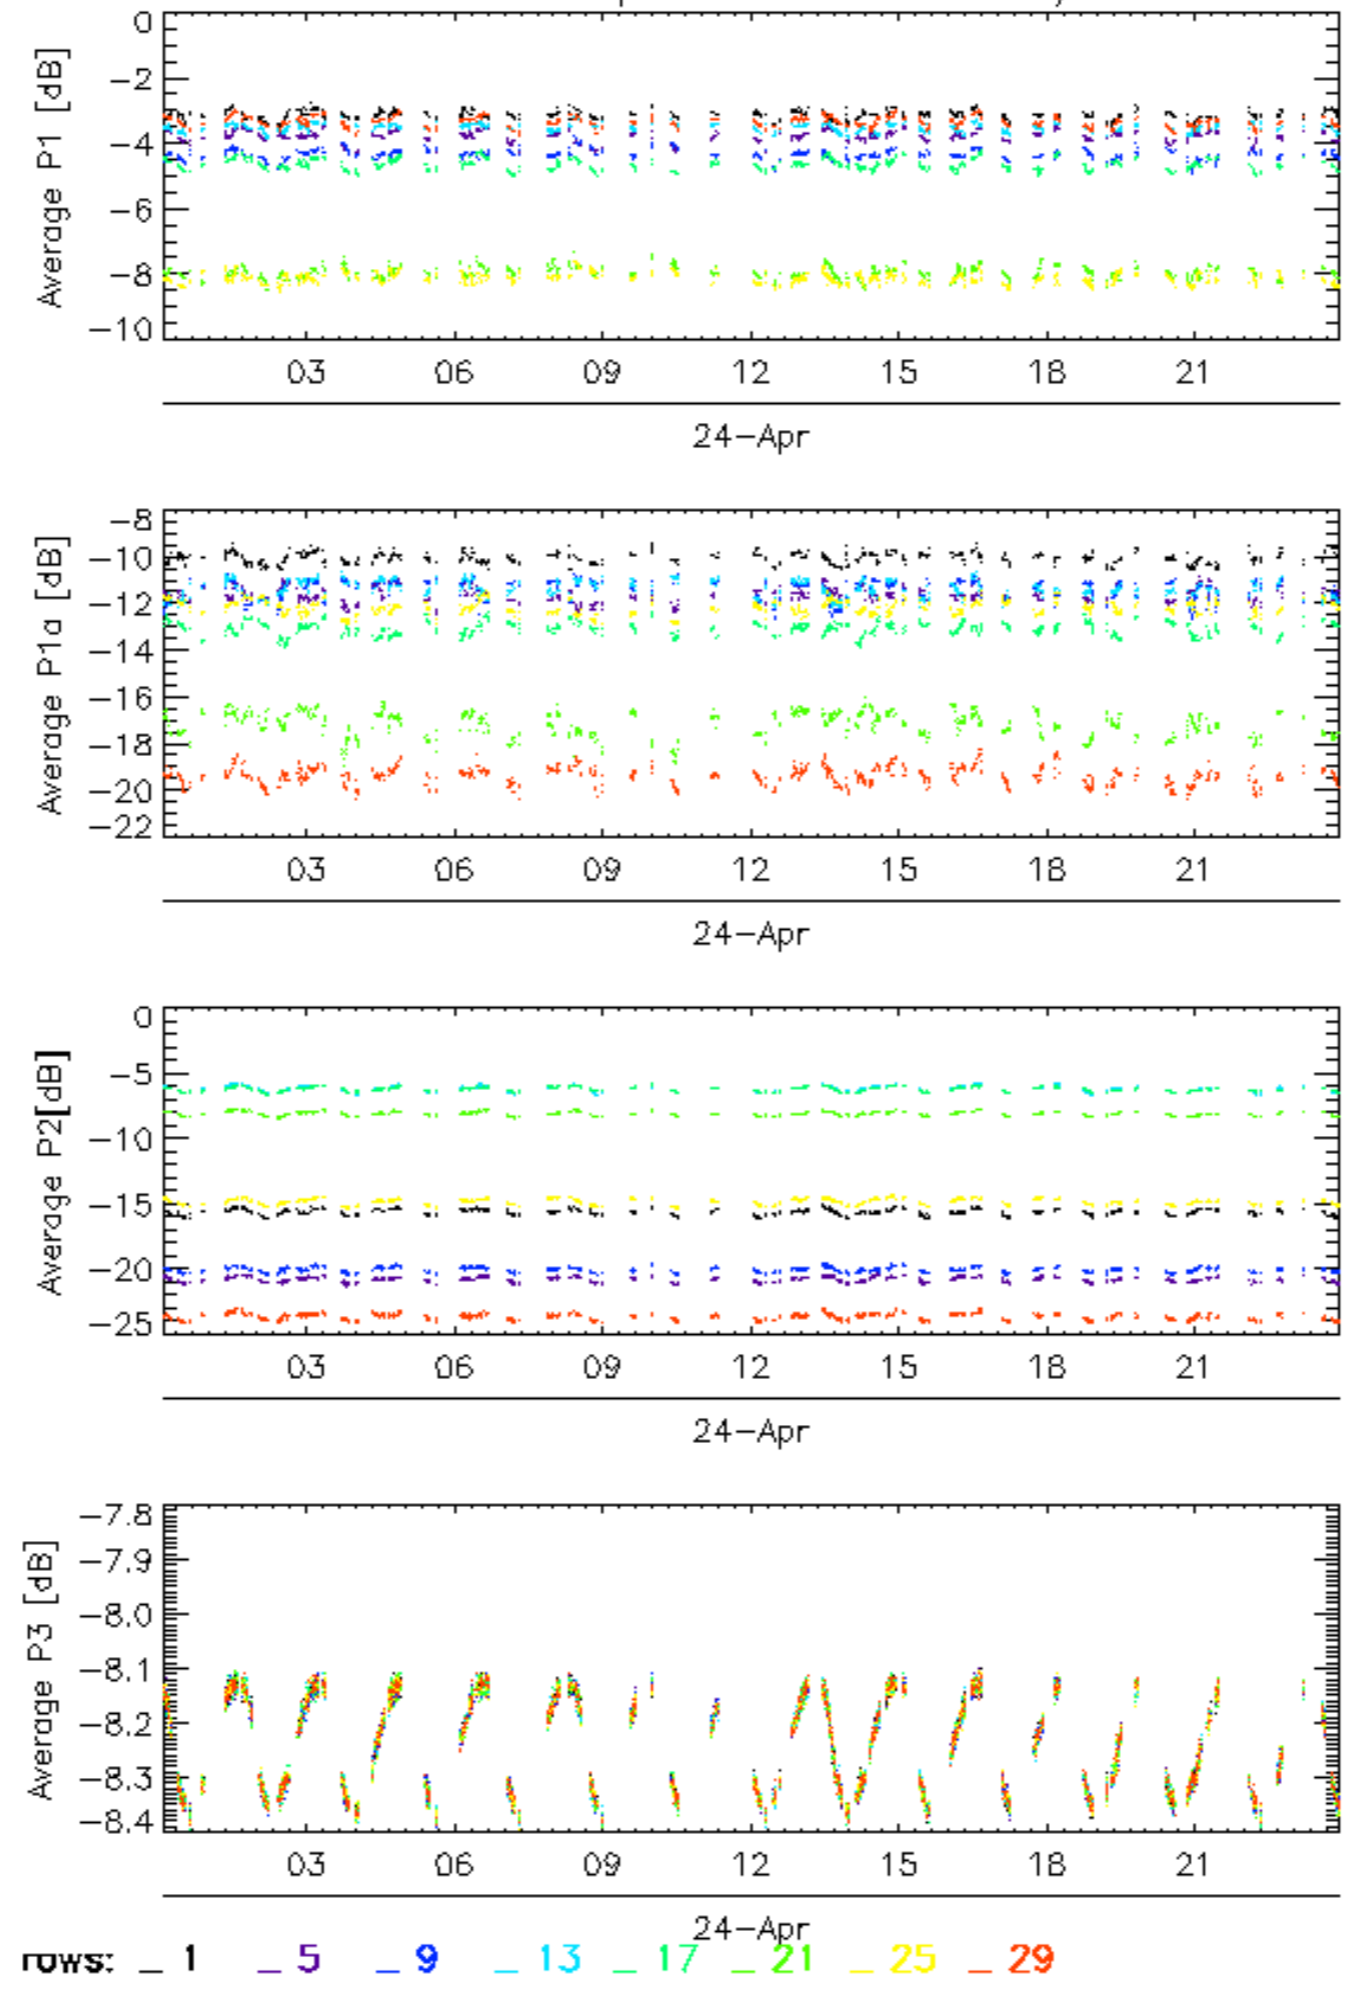 0
Average P1 [dB]
−2
−4
−6
−8
−10
03 06 09 12 15 18 21
24−Apr
−8
Average P1a [dB]
−10
−12
−14
−16
−18
−20
−22
03 06 09 12 15 18 21
24−Apr
0
Average P2[dB]
−5
−10
−15
−20
−25
03 06 09 12 15 18 21
24−Apr
−7.8
Average P3 [dB]
−7.9
−8.0
−8.1
−8.2
−8.3
−8.4
03 06 09 12 15 18 21
24−Apr
rows: _ 1 _ 5 _ 9 _ 13 _ 17 _ 21 _ 25 _ 29